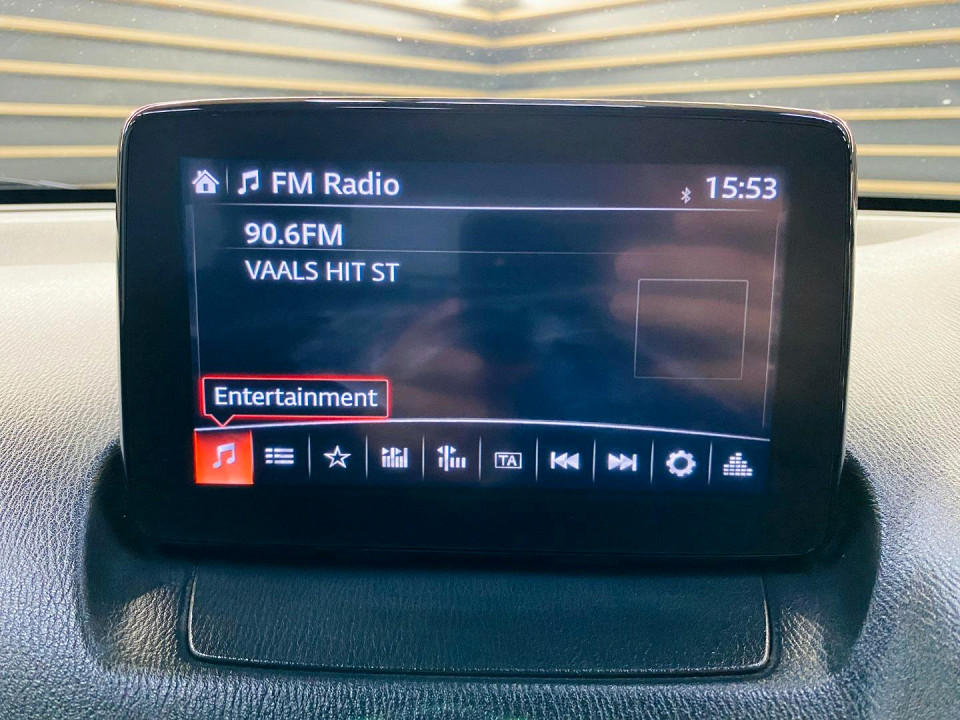 FM Radio
15:53
90.6FM
VAALS HIT ST
Entertainment
TA